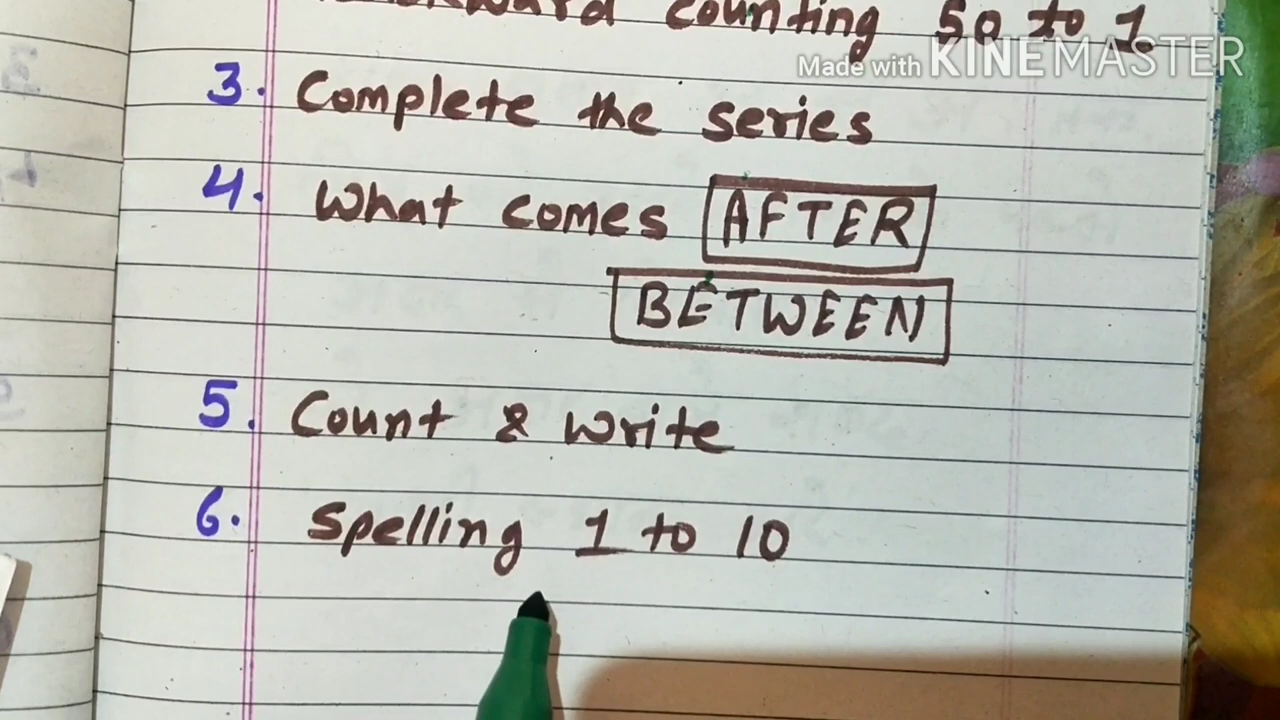 Backward counting 50 to 1
Made with KINEMASTER
3. Complete the series
4. What comes AFTER
BETWEEN
5. Count & Write
6. Spelling 1 to 10